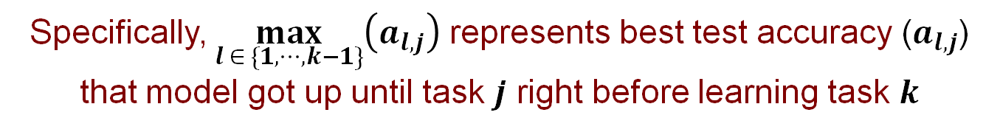 Specifically, max l ∈ {1,⋯,k−1} (a_{l,j}) represents best test accuracy (a_{l,j})
that model got up until task j right before learning task k